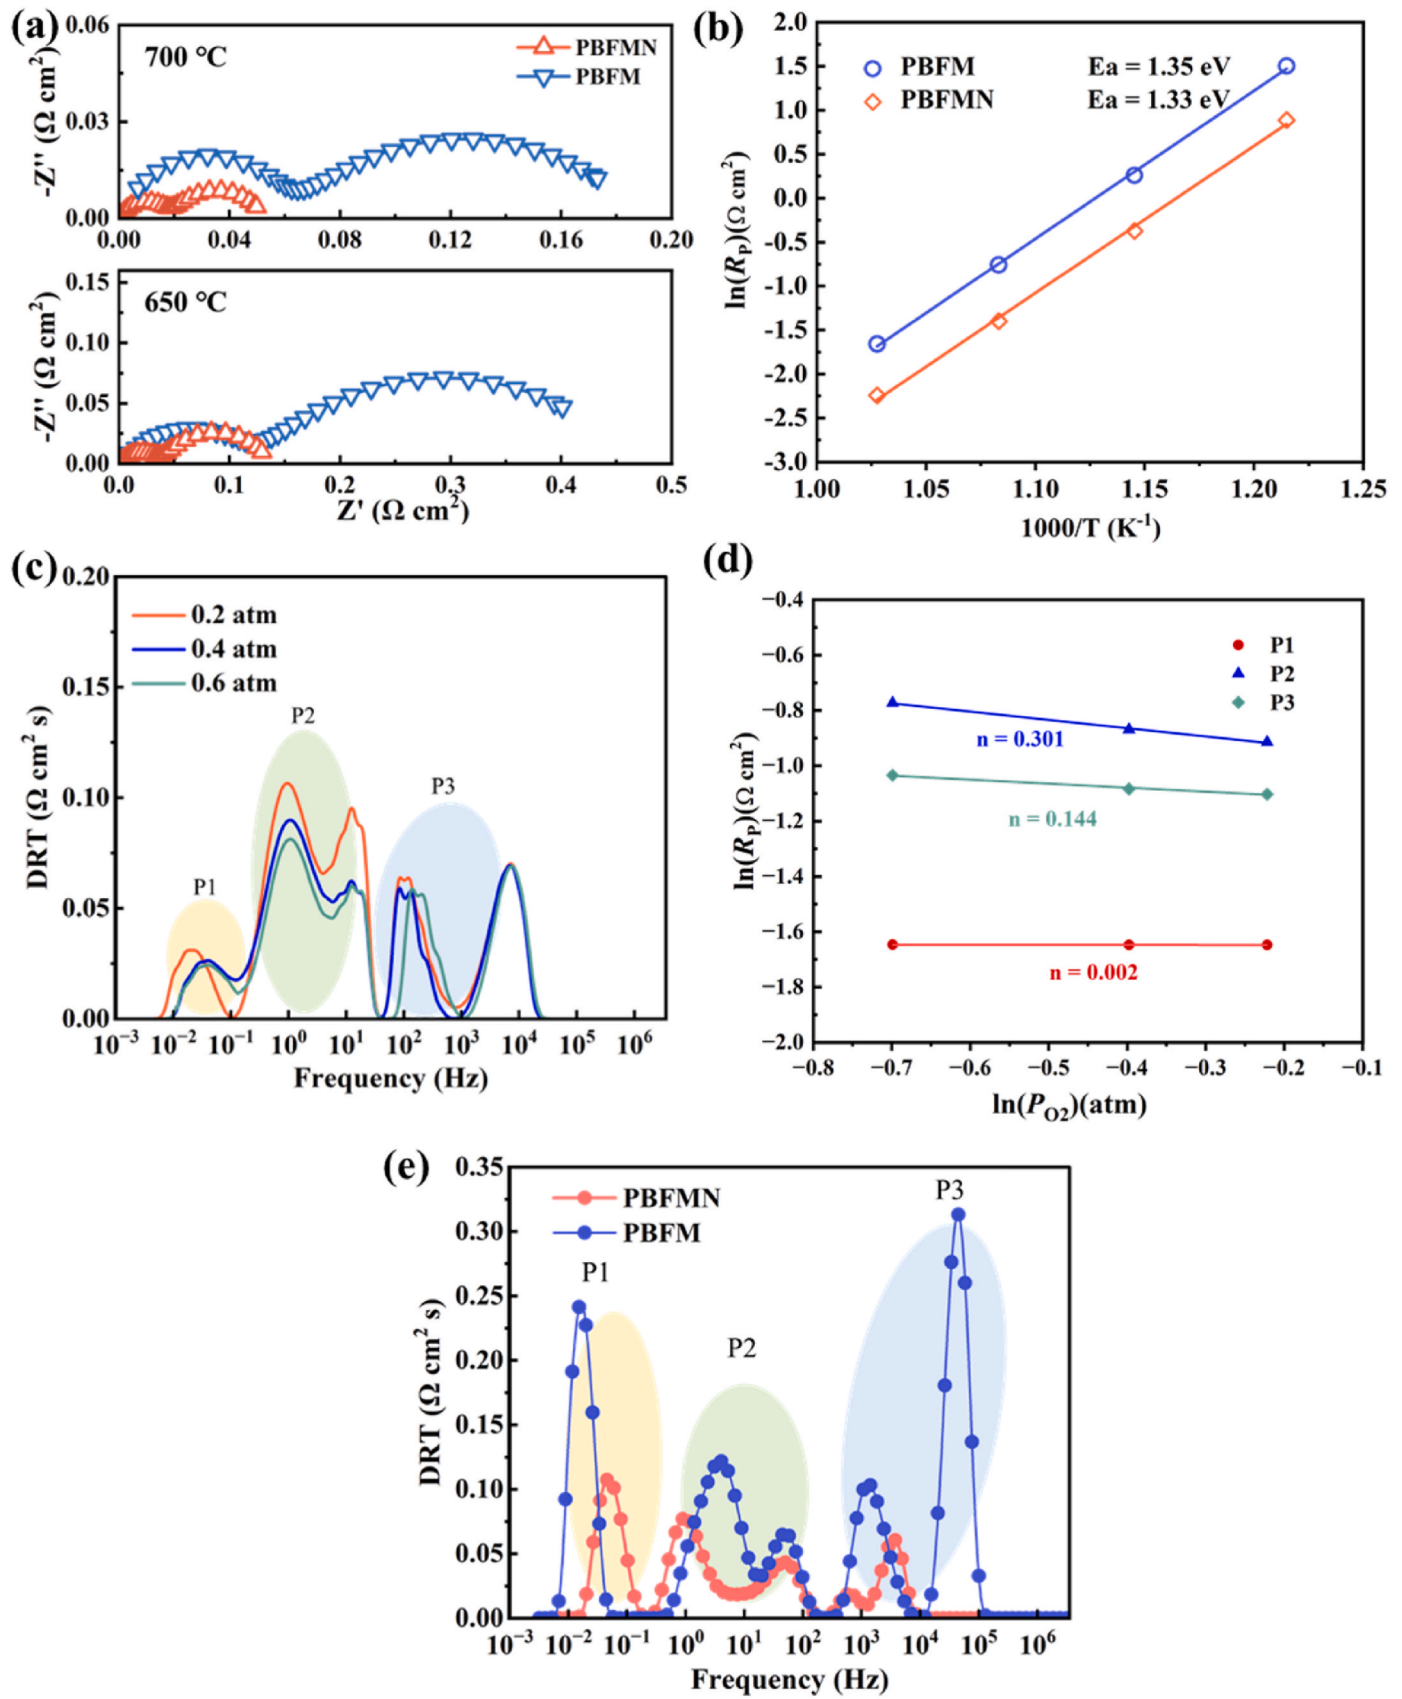 (a)
0.06
0.03
0.00
-Z'' (Ω cm²)
700 °C
PBFMN
PBFM
0.00 0.04 0.08 0.12 0.16 0.20
0.15
0.10
0.05
0.00
-Z'' (Ω cm²)
650 °C
0.0 0.1 0.2 0.3 0.4 0.5
Z' (Ω cm²)
(b)
2.0
1.5
1.0
0.5
0.0
-0.5
-1.0
-1.5
-2.0
-2.5
-3.0
ln(R_P)(Ω cm²)
PBFM Ea = 1.35 eV
PBFMN Ea = 1.33 eV
1.00 1.05 1.10 1.15 1.20 1.25
1000/T (K⁻¹)
(c)
0.20
0.15
0.10
0.05
0.00
DRT (Ω cm² s)
0.2 atm
0.4 atm
0.6 atm
P1
P2
P3
10⁻³ 10⁻² 10⁻¹ 10⁰ 10¹ 10² 10³ 10⁴ 10⁵ 10⁶
Frequency (Hz)
(d)
−0.4
−0.6
−0.8
−1.0
−1.2
−1.4
−1.6
−1.8
−2.0
ln(R_P)(Ω cm²)
P1
P2
P3
n = 0.301
n = 0.144
n = 0.002
−0.8 −0.7 −0.6 −0.5 −0.4 −0.3 −0.2 −0.1
ln(P_O2)(atm)
(e)
0.35
0.30
0.25
0.20
0.15
0.10
0.05
0.00
DRT (Ω cm² s)
PBFMN
PBFM
P1
P2
P3
10⁻³ 10⁻² 10⁻¹ 10⁰ 10¹ 10² 10³ 10⁴ 10⁵ 10⁶
Frequency (Hz)